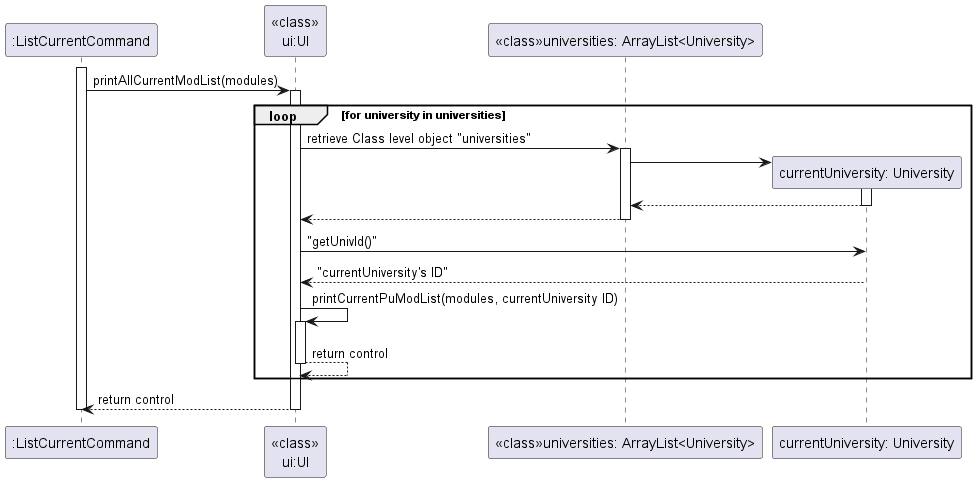 «class»
:ListCurrentCommand
ui:UI
«class»universities: ArrayList<University>
printAllCurrentModList(modules)
loop
[for university in universities]
retrieve Class level object "universities"
currentUniversity: University
"getUnivId()"
"currentUniversity's ID"
printCurrentPuModList(modules, currentUniversity ID)
return control
return control
:ListCurrentCommand
«class»
ui:UI
«class»universities: ArrayList<University>
currentUniversity: University